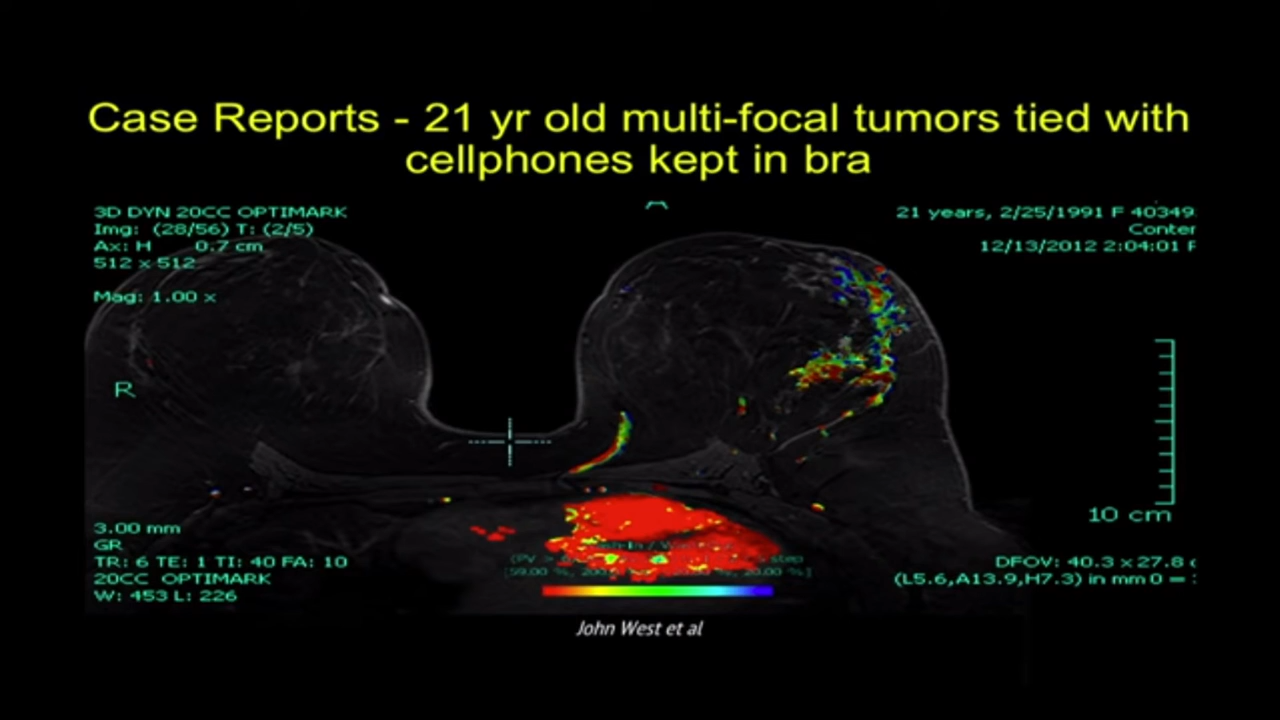 Case Reports - 21 yr old multi-focal tumors tied with
cellphones kept in bra
3D DYN 20CC OPTIMARK
Img: (28/56) T: (2/5)
Ax: H 0.7 cm
512 x 512
Mag: 1.00 x
21 years, 2/25/1991 F 40349
Conter
12/13/2012 2:04:01 F
R
10 cm
3.00 mm
GR
TR: 6 TE: 1 TI: 40 FA: 10
20CC OPTIMARK
W: 453 L: 226
DFOV: 40.3 x 27.8
(L5.6,A13.9,H7.3) in mm 0 =
John West et al